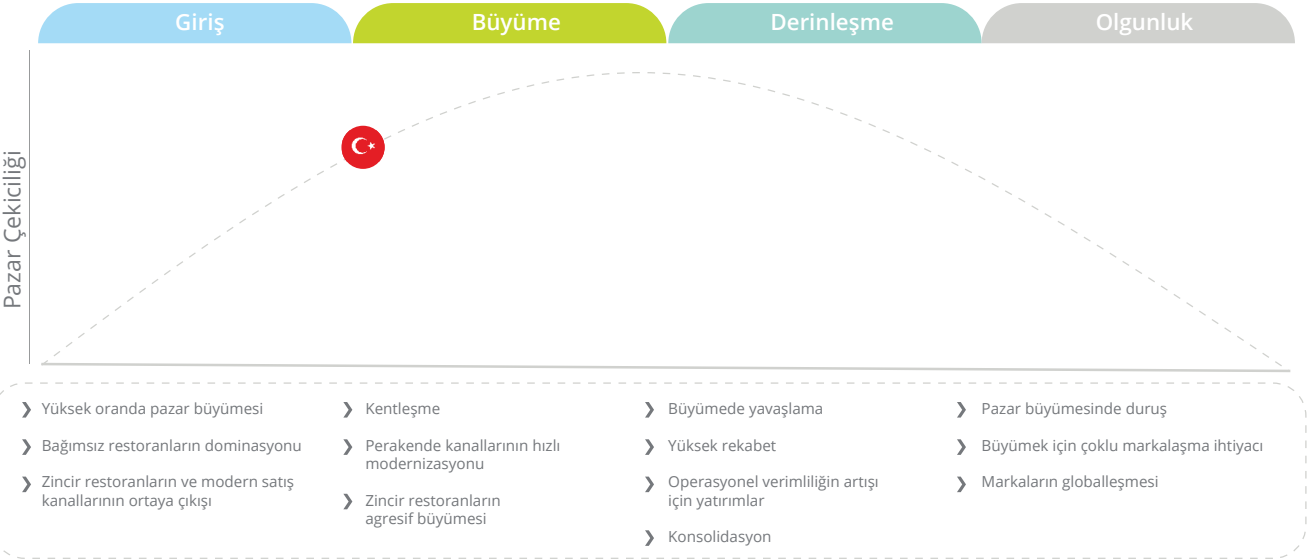 Giriş
Büyüme
Derinleşme
Olgunluk
Pazar Çekiciliği
❯ Yüksek oranda pazar büyümesi
❯ Bağımsız restoranların dominasyonu
❯ Zincir restoranların ve modern satış
kanallarının ortaya çıkışı
❯ Kentleşme
❯ Perakende kanallarının hızlı
modernizasyonu
❯ Zincir restoranların
agresif büyümesi
❯ Büyümede yavaşlama
❯ Yüksek rekabet
❯ Operasyonel verimliliğin artışı
için yatırımlar
❯ Konsolidasyon
❯ Pazar büyümesinde duruş
❯ Büyümek için çoklu markalaşma ihtiyacı
❯ Markaların globalleşmesi